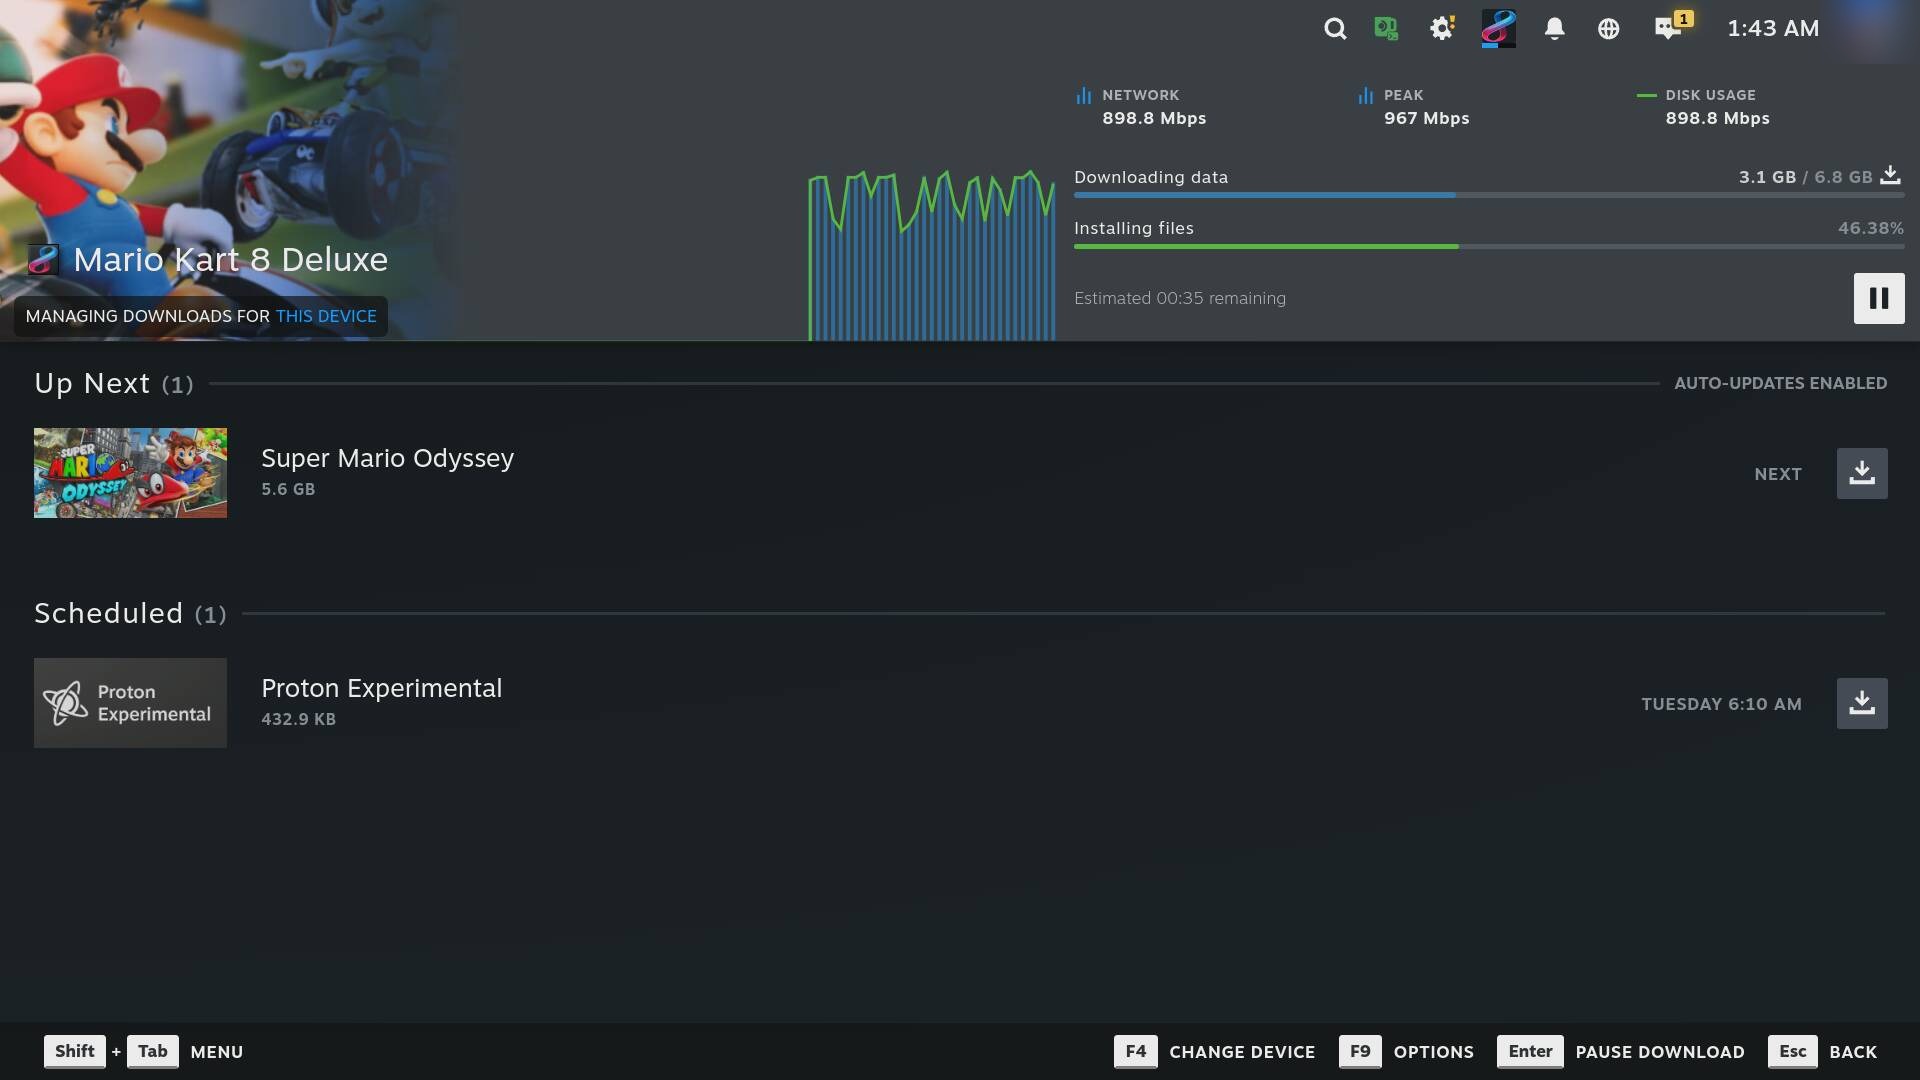 1
1:43 AM
NETWORK
898.8 Mbps
PEAK
967 Mbps
DISK USAGE
898.8 Mbps
Downloading data
3.1 GB / 6.8 GB
Installing files
46.38%
Estimated 00:35 remaining
Mario Kart 8 Deluxe
MANAGING DOWNLOADS FOR THIS DEVICE
Up Next (1)
AUTO-UPDATES ENABLED
SUPER
MARIO
ODYSSEY
Super Mario Odyssey
5.6 GB
NEXT
Scheduled (1)
Proton
Experimental
Proton Experimental
432.9 KB
TUESDAY 6:10 AM
Shift + Tab MENU
F4 CHANGE DEVICE
F9 OPTIONS
Enter PAUSE DOWNLOAD
Esc BACK